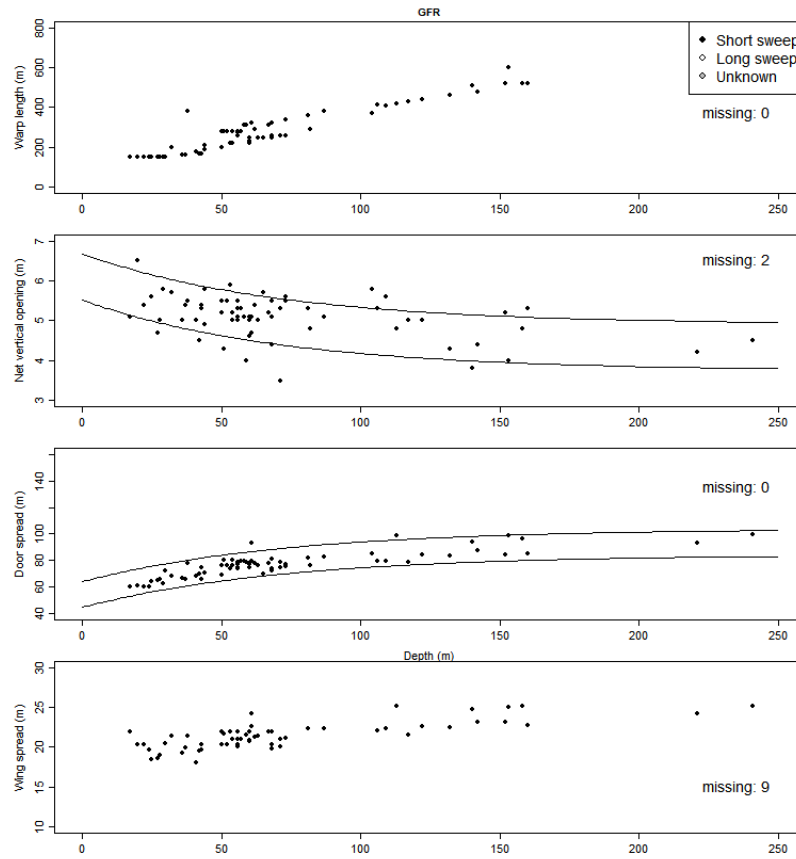 GFR
Warp length (m)
0 200 400 600 800
Short sweep
Long sweep
Unknown
missing: 0
0 50 100 150 200 250
Net vertical opening (m)
3 4 5 6 7
missing: 2
0 50 100 150 200 250
Door spread (m)
40 60 80 100 140
missing: 0
0 50 100 150 200 250
Depth (m)
Wing spread (m)
10 15 20 25 30
missing: 9
0 50 100 150 200 250